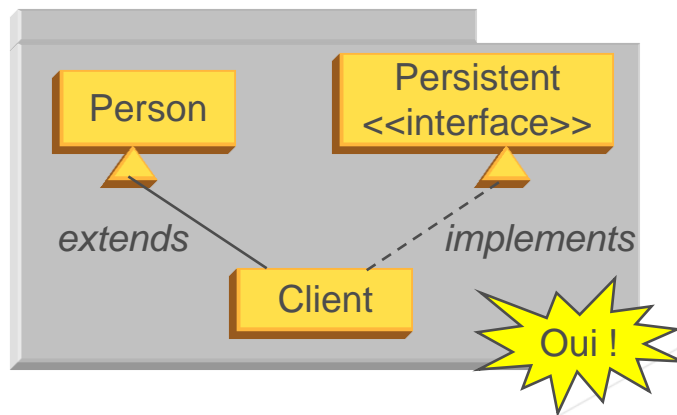 Person
Persistent
<<interface>>
extends
implements
Client
Oui !